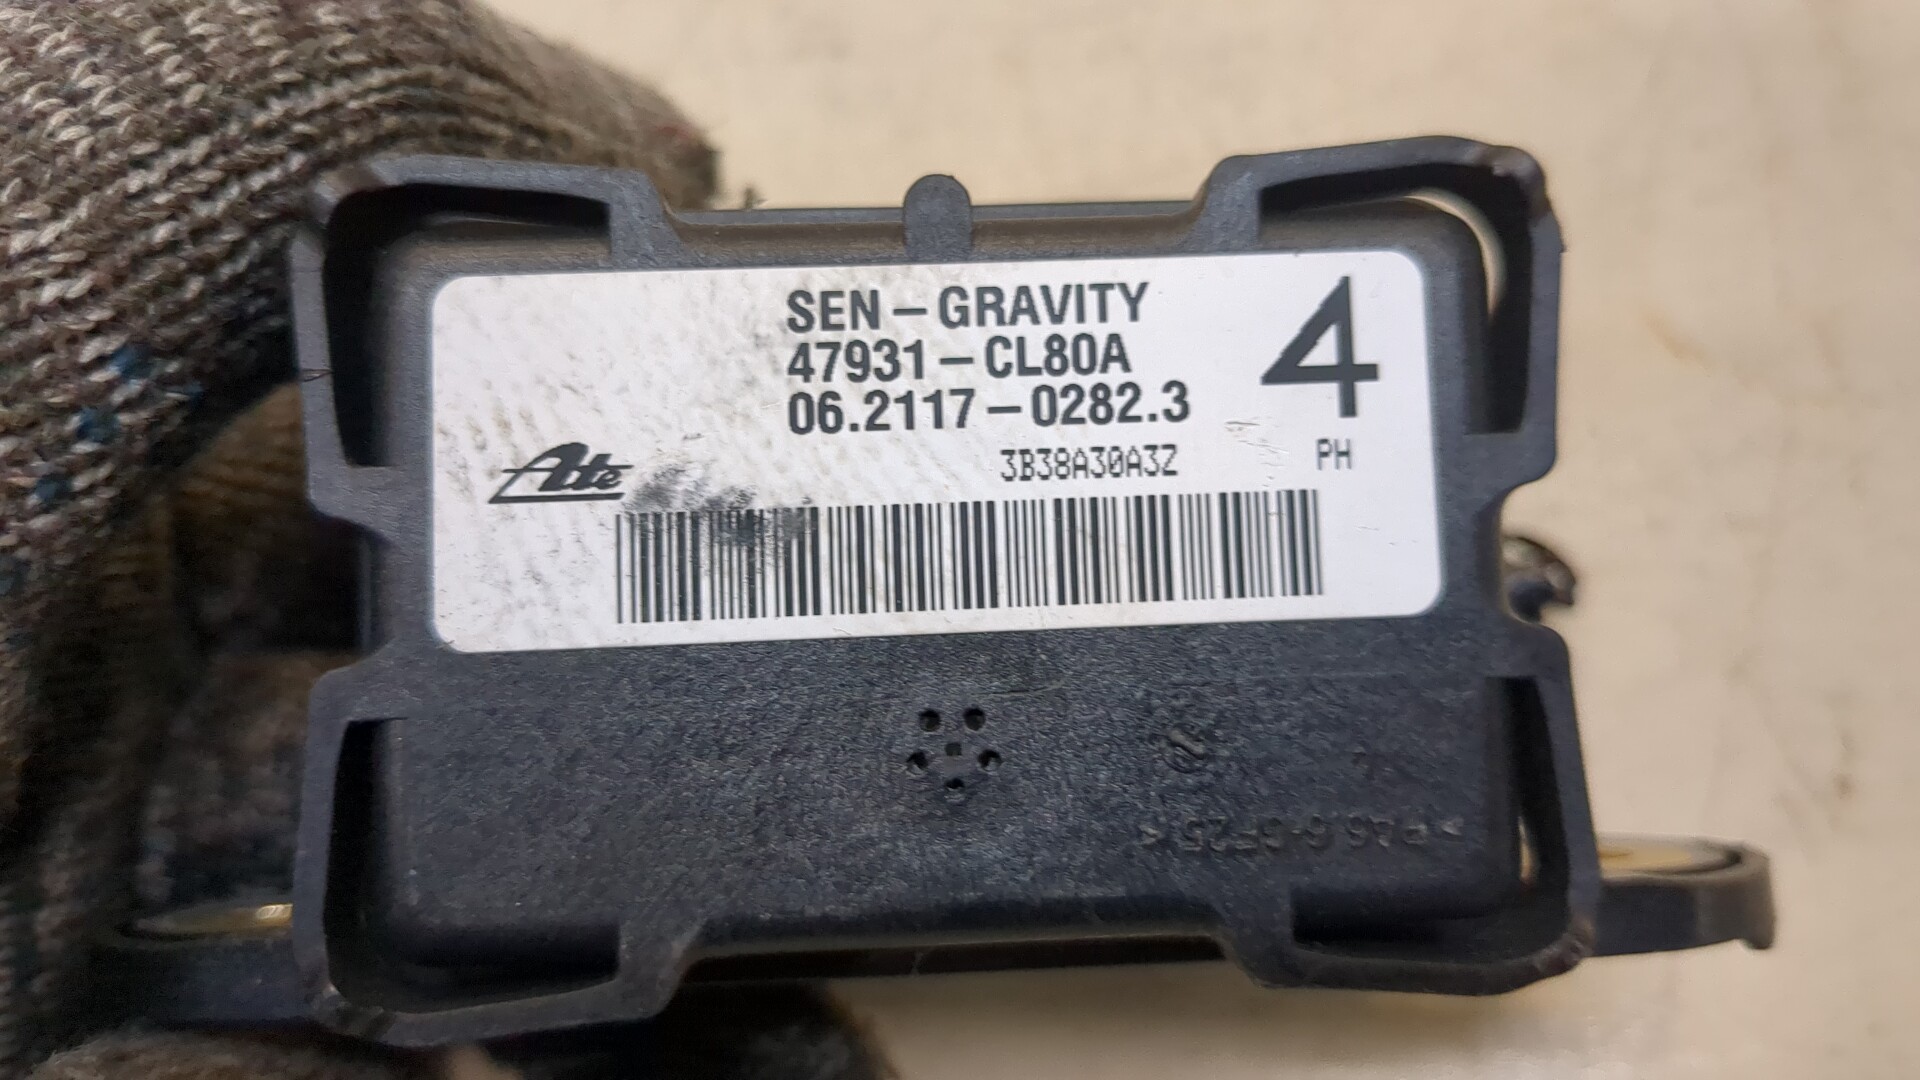 SEN-GRAVITY
47931-CL80A
06.2117-0282.3
4
Ate
3B38A30A3Z
PH